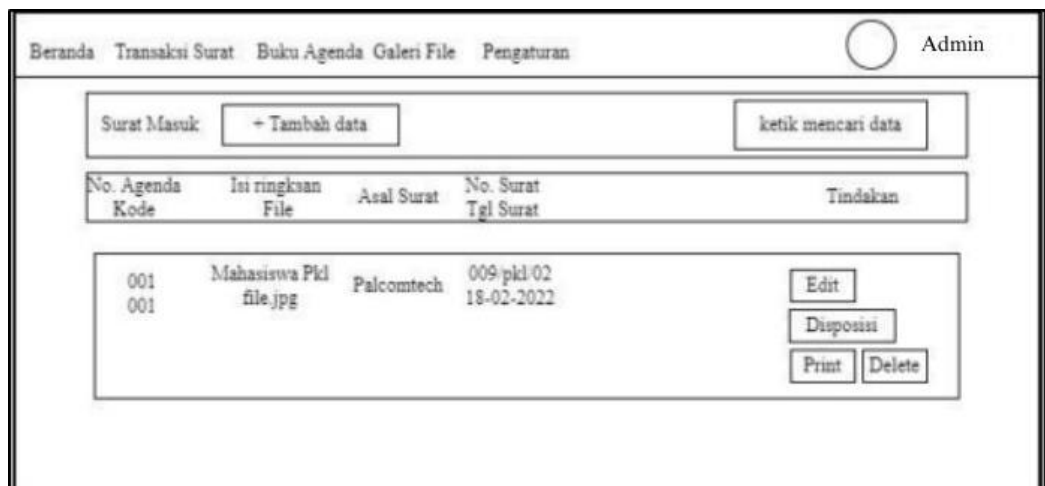 Beranda Transaksi Surat Buku Agenda Galeri File Pengaturan Admin
Surat Masuk + Tambah data ketik mencari data
No. Agenda Isi ringksan Asal Surat No. Surat Tindakan
Kode File Tgl Surat
001 Mahasiswa Pkl Palcomtech 009/pkl/02 Edit
001 file.jpg 18-02-2022
Disposisi
Print Delete